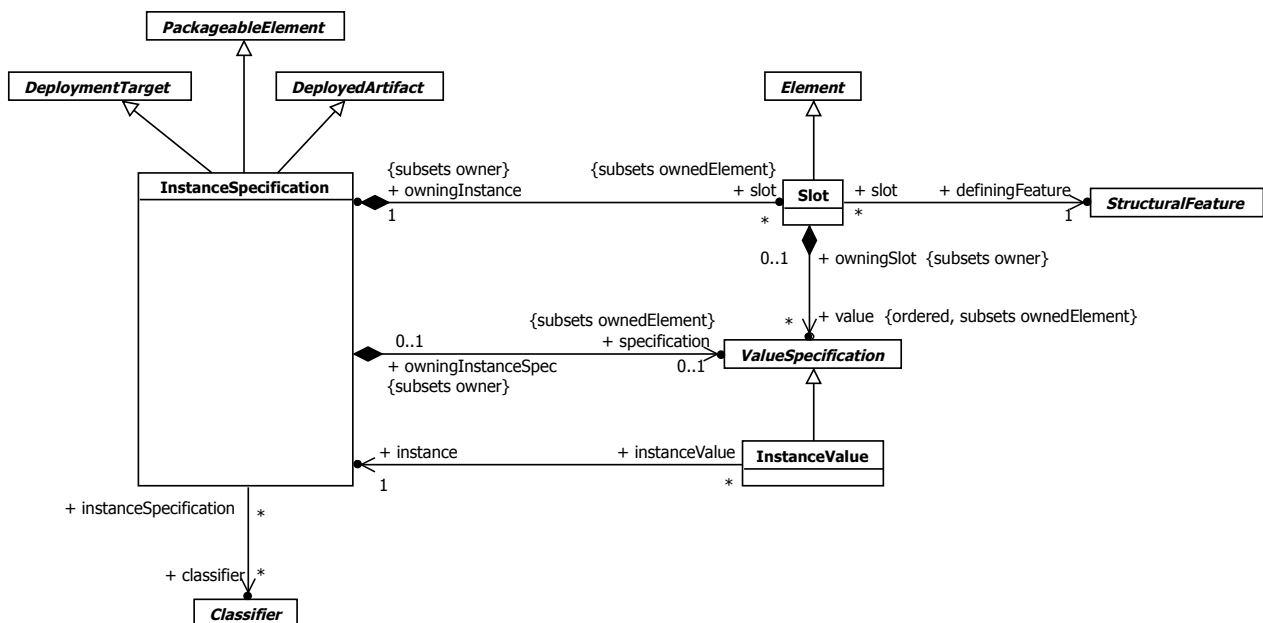 PackageableElement
DeploymentTarget
DeployedArtifact
Element
{subsets owner}
{subsets ownedElement}
InstanceSpecification
+ owningInstance
+ slot
Slot
+ slot
+ definingFeature
StructuralFeature
1
*
*
1
0..1
+ owningSlot {subsets owner}
{subsets ownedElement}
* + value {ordered, subsets ownedElement}
0..1
+ specification
ValueSpecification
+ owningInstanceSpec
0..1
{subsets owner}
+ instance
+ instanceValue
InstanceValue
1
*
+ instanceSpecification *
+ classifier *
Classifier